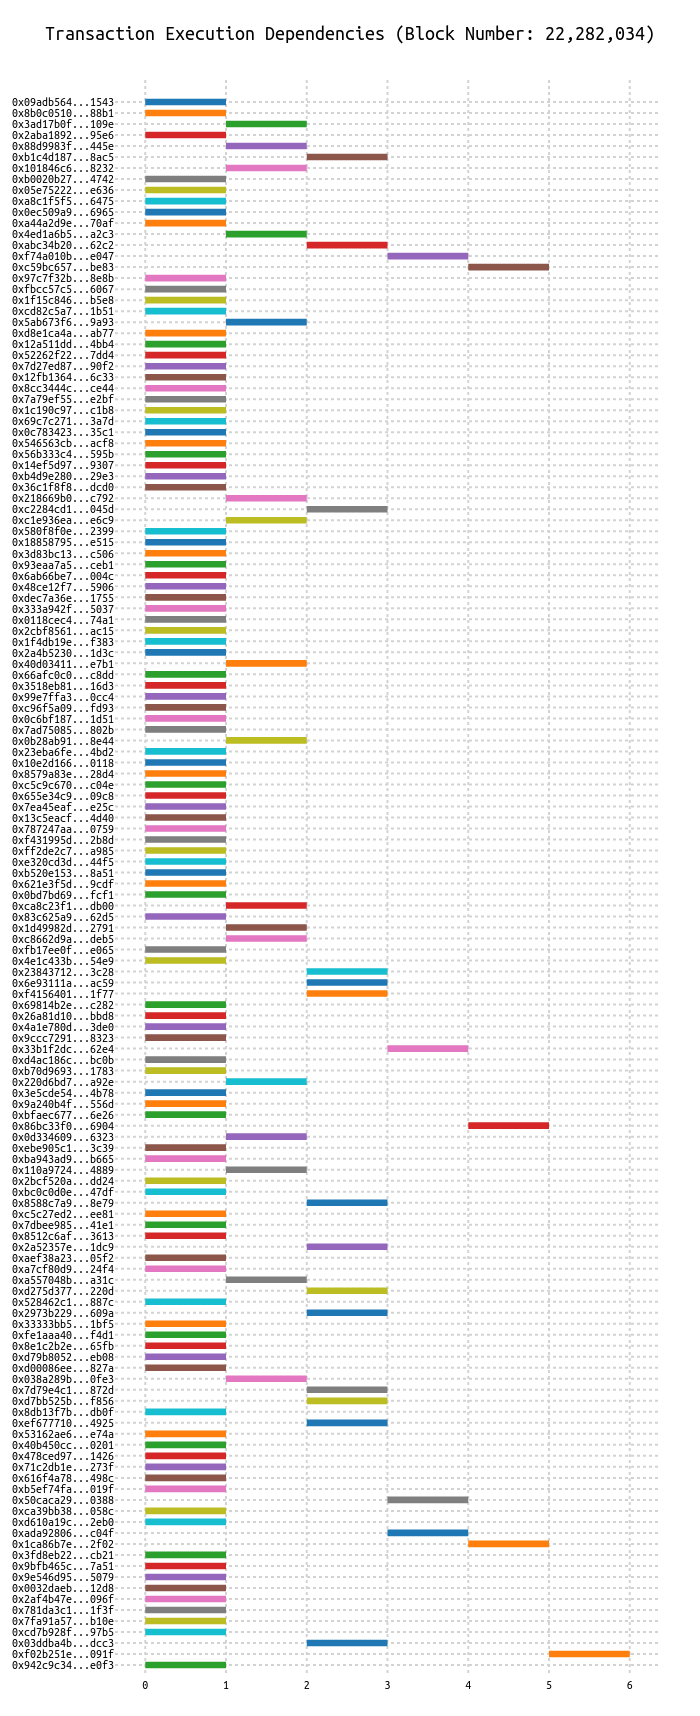 Transaction Execution Dependencies (Block Number: 22,282,034)
0x09adb564...1543
0x8b0c0510...88b1
0x3ad17b0f...109e
0x2aba1892...95e6
0x88d9983f...445e
0xb1c4d187...8ac5
0x101846c6...8232
0xb0020b27...4742
0x05e75222...e636
0xa8c1f5f5...6475
0x0ec509a9...6965
0xa44a2d9e...70af
0x4ed1a6b5...a2c3
0xabc34b20...62c2
0xf74a010b...e047
0xc59bc657...be83
0x97c7f32b...8e8b
0xfbcc57c5...6067
0x1f15c846...b5e8
0xcd82c5a7...1b51
0x5ab673f6...9a93
0xd8e1ca4a...ab77
0x12a511dd...4bb4
0x52262f22...7dd4
0x7d27ed87...90f2
0x12fb1364...6c33
0x8cc3444c...ce44
0x7a79ef55...e2bf
0x1c190c97...c1b8
0x69c7c271...3a7d
0x0c783423...35c1
0x546563cb...acf8
0x56b333c4...595b
0x14ef5d97...9307
0xb4d9e280...29e3
0x36c1f8f8...dcd0
0x218669b0...c792
0xc2284cd1...045d
0xc1e936ea...e6c9
0x580f8f0e...2399
0x18858795...e515
0x3d83bc13...c506
0x93eaa7a5...ceb1
0x6ab66be7...004c
0x48ce12f7...5906
0xdec7a36e...1755
0x333a942f...5037
0x0118cec4...74a1
0x2cbf8561...ac15
0x1f4db19e...f383
0x2a4b5230...1d3c
0x40d03411...e7b1
0x66afc0c0...c8dd
0x3518eb81...16d3
0x99e7ffa3...0cc4
0xc96f5a09...fd93
0x0c6bf187...1d51
0x7ad75085...802b
0x0b28ab91...8e44
0x23eba6fe...4bd2
0x10e2d166...0118
0x8579a83e...28d4
0xc5c9c670...c04e
0x655e34c9...09c8
0x7ea45eaf...e25c
0x13c5eacf...4d40
0x787247aa...0759
0xf431995d...2b8d
0xff2de2c7...a985
0xe320cd3d...44f5
0xb520e153...8a51
0x621e3f5d...9cdf
0x0bd7bd69...fcf1
0xca8c23f1...db00
0x83c625a9...62d5
0x1d49982d...2791
0xc8662d9a...deb5
0xfb17ee0f...e065
0x4e1c433b...54e9
0x23843712...3c28
0x6e93111a...ac59
0xf4156401...1f77
0x69814b2e...c282
0x26a81d10...bbd8
0x4a1e780d...3de0
0x9ccc7291...8323
0x33b1f2dc...62e4
0xd4ac186c...bc0b
0xb70d9693...1783
0x220d6bd7...a92e
0x3e5cde54...4b78
0x9a240b4f...556d
0xbfaec677...6e26
0x86bc33f0...6904
0x0d334609...6323
0xebe905c1...3c39
0xba943ad9...b665
0x110a9724...4889
0x2bcf520a...dd24
0xbc0c0d0e...47df
0x8588c7a9...8e79
0xc5c27ed2...ee81
0x7dbee985...41e1
0x8512c6af...3613
0x2a52357e...1dc9
0xaef38a23...05f2
0xa7cf80d9...24f4
0xa557048b...a31c
0xd275d377...220d
0x528462c1...887c
0x2973b229...609a
0x33333bb5...1bf5
0xfe1aaa40...f4d1
0x8e1c2b2e...65fb
0xd79b8052...eb08
0xd00086ee...827a
0x038a289b...0fe3
0x7d79e4c1...872d
0xd7bb525b...f856
0x8db13f7b...db0f
0xef677710...4925
0x53162ae6...e74a
0x40b450cc...0201
0x478ced97...1426
0x71c2db1e...273f
0x616f4a78...498c
0xb5ef74fa...019f
0x50caca29...0388
0xca39bb38...058c
0xd610a19c...2eb0
0xada92806...c04f
0x1ca86b7e...2f02
0x3fd8eb22...cb21
0x9bfb465c...7a51
0x9e546d95...5079
0x0032daeb...12d8
0x2af4b47e...096f
0x781da3c1...1f3f
0x7fa91a57...b10e
0xcd7b928f...97b5
0x03ddba4b...dcc3
0xf02b251e...091f
0x942c9c34...e0f3
0 1 2 3 4 5 6